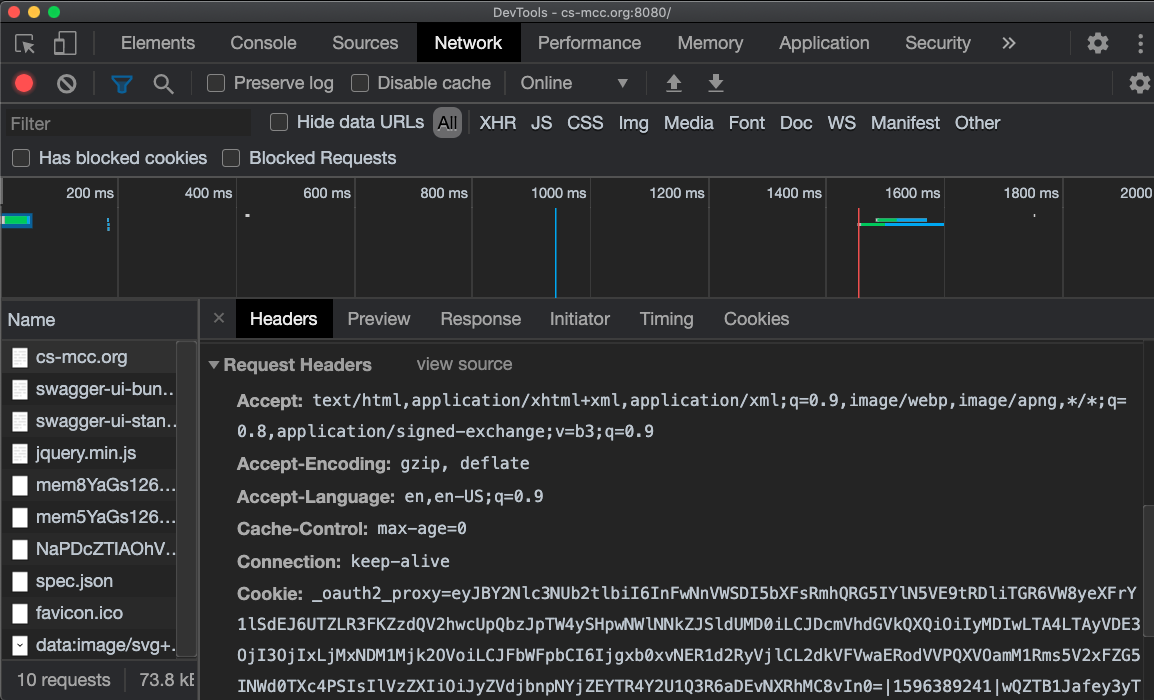 DevTools - cs-mcc.org:8080/
Elements Console Sources Network Performance Memory Application Security »
Preserve log Disable cache Online
Filter Hide data URLs All XHR JS CSS Img Media Font Doc WS Manifest Other
Has blocked cookies Blocked Requests
200 ms 400 ms 600 ms 800 ms 1000 ms 1200 ms 1400 ms 1600 ms 1800 ms 2000
Name
cs-mcc.org
swagger-ui-bun...
swagger-ui-stan...
jquery.min.js
mem8YaGs126...
mem5YaGs126...
NaPDcZTIAOhV...
spec.json
favicon.ico
data:image/svg+...
10 requests 73.8 kB
× Headers Preview Response Initiator Timing Cookies
Request Headers view source
Accept: text/html,application/xhtml+xml,application/xml;q=0.9,image/webp,image/apng,*/*;q=
0.8,application/signed-exchange;v=b3;q=0.9
Accept-Encoding: gzip, deflate
Accept-Language: en,en-US;q=0.9
Cache-Control: max-age=0
Connection: keep-alive
Cookie: _oauth2_proxy=eyJBY2Nlc3NUb2tlbiI6InFwNnVWSDI5bXFsRmhQRG5IYlN5VE9tRDliTGR6VW8yeXFrY
1lSdEJ6UTZLR3FKZzdQV2hwcUpQbzJpTW4ySHpwNWlNNkZJSldUMD0iLCJDcmVhdGVkQXQiOiIyMDIwLTA4LTAyVDE3
OjI3OjIxLjMxNDM1Mjk2OVoiLCJFbWFpbCI6Ijgxb0xvNER1d2RyVjlCL2dkVFVwaERodVVPQXVOamM1Rms5V2xFZG5
INWd0TXc4PSIsIlVzZXIiOiJyZVdjbnpNYjZEYTR4Y2U1Q3R6aDEvNXRhMC8vIn0=|1596389241|wQZTB1Jafey3yT